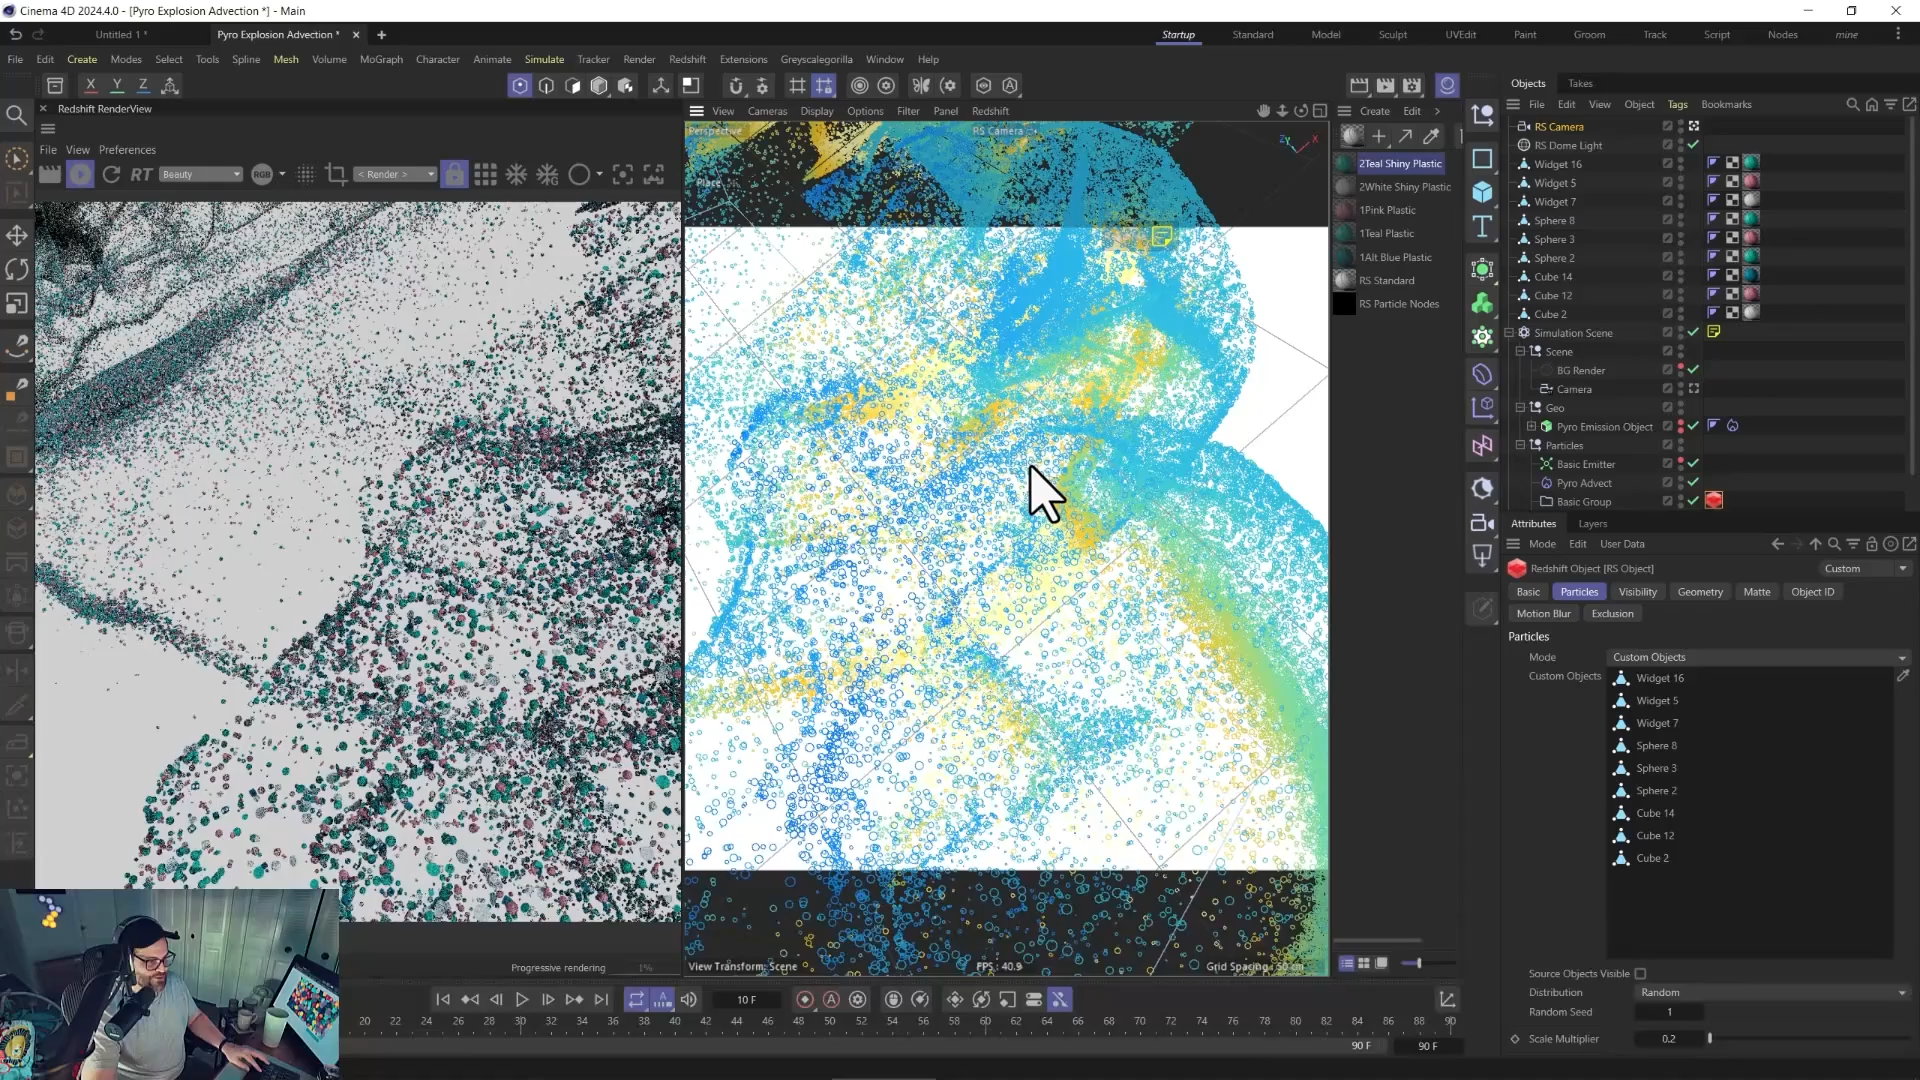 Cinema 4D 2024.4.0 - [Pyro Explosion Advection *] - Main
Untitled 1 *
Pyro Explosion Advection *
Startup
Standard
Model
Sculpt
UVEdit
Paint
Groom
Track
Script
Nodes
mine
File Edit Create Modes Select Tools Spline Mesh Volume MoGraph Character Animate Simulate Tracker Render Redshift Extensions Greyscalegorilla Window Help
X Y Z
Redshift RenderView
File View Preferences
RT Beauty RGB < Render >
View Cameras Display Options Filter Panel Redshift
Perspective
RS Camera
Place
Create Edit
2Teal Shiny Plastic
2White Shiny Plastic
1Pink Plastic
1Teal Plastic
1Alt Blue Plastic
RS Standard
RS Particle Nodes
Objects Takes
File Edit View Object Tags Bookmarks
RS Camera
RS Dome Light
Widget 16
Widget 5
Widget 7
Sphere 8
Sphere 3
Sphere 2
Cube 14
Cube 12
Cube 2
Simulation Scene
Scene
BG Render
Camera
Geo
Pyro Emission Object
Particles
Basic Emitter
Pyro Advect
Basic Group
Attributes Layers
Mode Edit User Data
Redshift Object [RS Object]
Custom
Basic Particles Visibility Geometry Matte Object ID
Motion Blur Exclusion
Particles
Mode Custom Objects
Custom Objects
Widget 16
Widget 5
Widget 7
Sphere 8
Sphere 3
Sphere 2
Cube 14
Cube 12
Cube 2
Source Objects Visible
Distribution Random
Random Seed 1
Scale Multiplier 0.2
Progressive rendering 1%
View Transform: Scene
FPS : 40.9
Grid Spacing : 50 cm
10 F
20 22 24 26 28 30 32 34 36 38 40 42 44 46 48 50 52 54 56 58 60 62 64 66 68 70 72 74 76 78 80 82 84 86 88 90
90 F
90 F